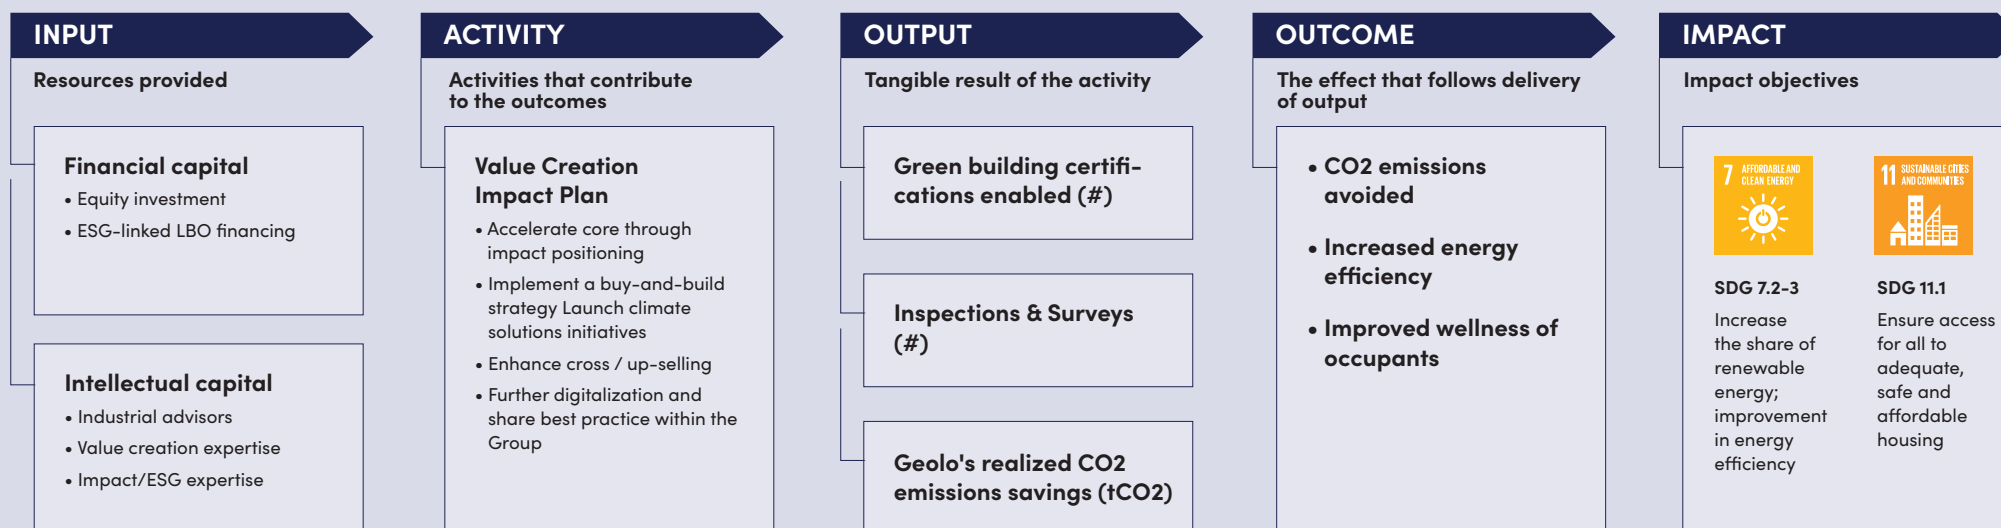 INPUT
Resources provided
Financial capital
• Equity investment
• ESG-linked LBO financing
Intellectual capital
• Industrial advisors
• Value creation expertise
• Impact/ESG expertise
ACTIVITY
Activities that contribute
to the outcomes
Value Creation
Impact Plan
• Accelerate core through
impact positioning
• Implement a buy-and-build
strategy Launch climate
solutions initiatives
• Enhance cross / up-selling
• Further digitalization and
share best practice within the
Group
OUTPUT
Tangible result of the activity
Green building certifi-
cations enabled (#)
Inspections & Surveys
(#)
Geolo's realized CO2
emissions savings (tCO2)
OUTCOME
The effect that follows delivery
of output
• CO2 emissions
avoided
• Increased energy
efficiency
• Improved wellness of
occupants
IMPACT
Impact objectives
7 AFFORDABLE AND
CLEAN ENERGY
SDG 7.2-3
Increase
the share of
renewable
energy;
improvement
in energy
efficiency
11 SUSTAINABLE CITIES
AND COMMUNITIES
SDG 11.1
Ensure access
for all to
adequate,
safe and
affordable
housing